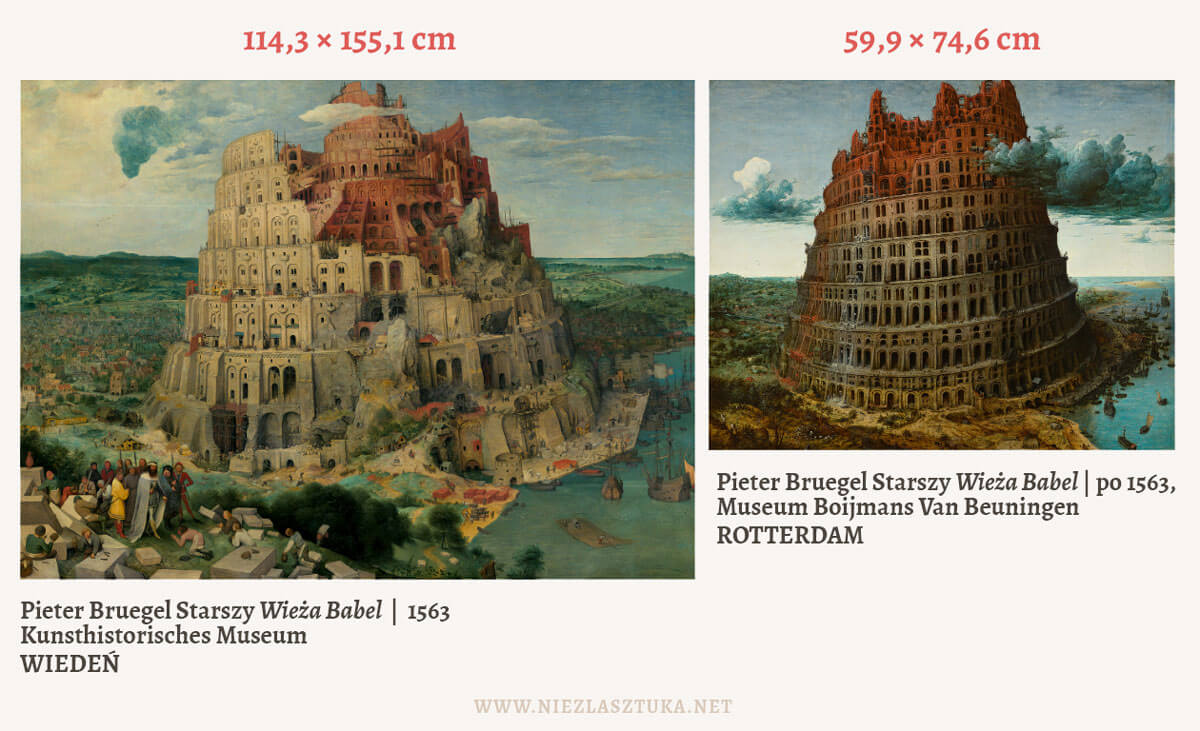 114,3 × 155,1 cm
59,9 × 74,6 cm
Pieter Bruegel Starszy Wieża Babel | po 1563,
Museum Boijmans Van Beuningen
ROTTERDAM
Pieter Bruegel Starszy Wieża Babel | 1563
Kunsthistorisches Museum
WIEDEŃ
WWW.NIEZLASZTUKA.NET